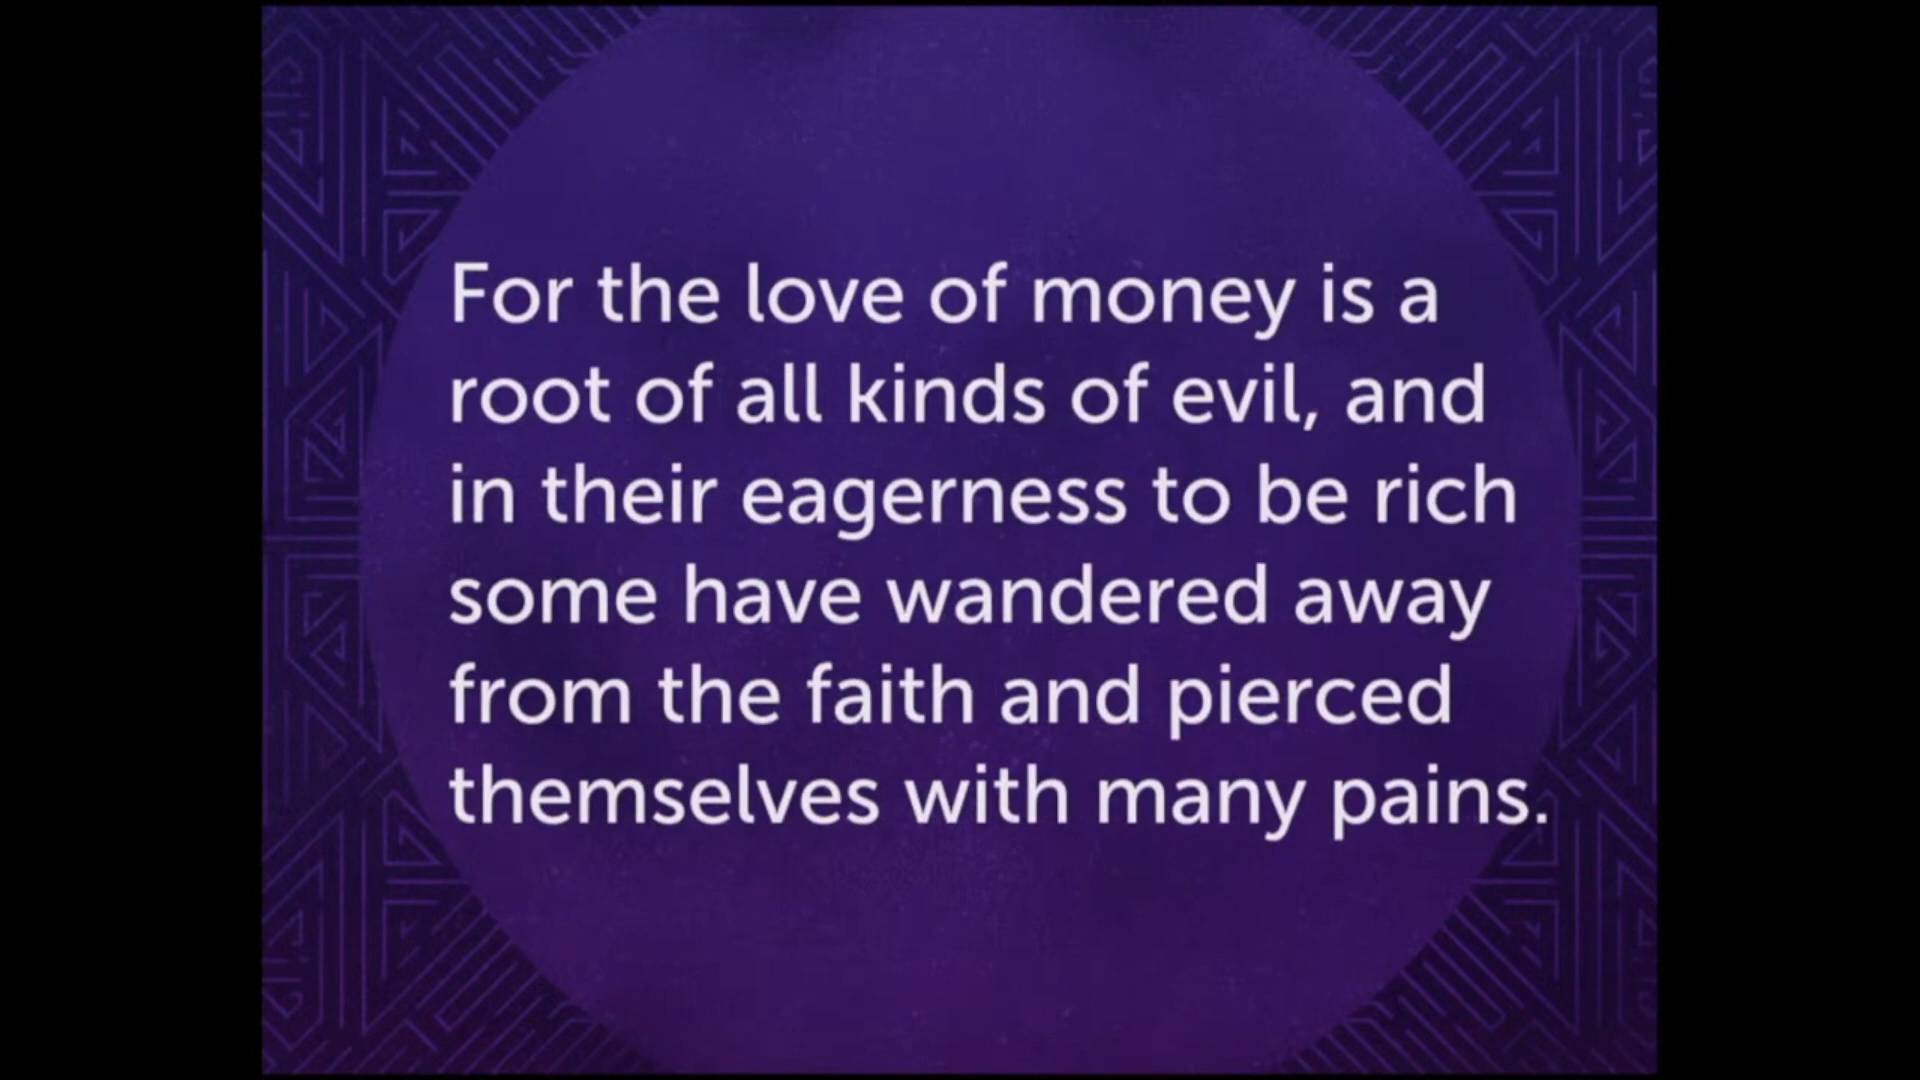 For the love of money is a
root of all kinds of evil, and
in their eagerness to be rich
some have wandered away
from the faith and pierced
themselves with many pains.